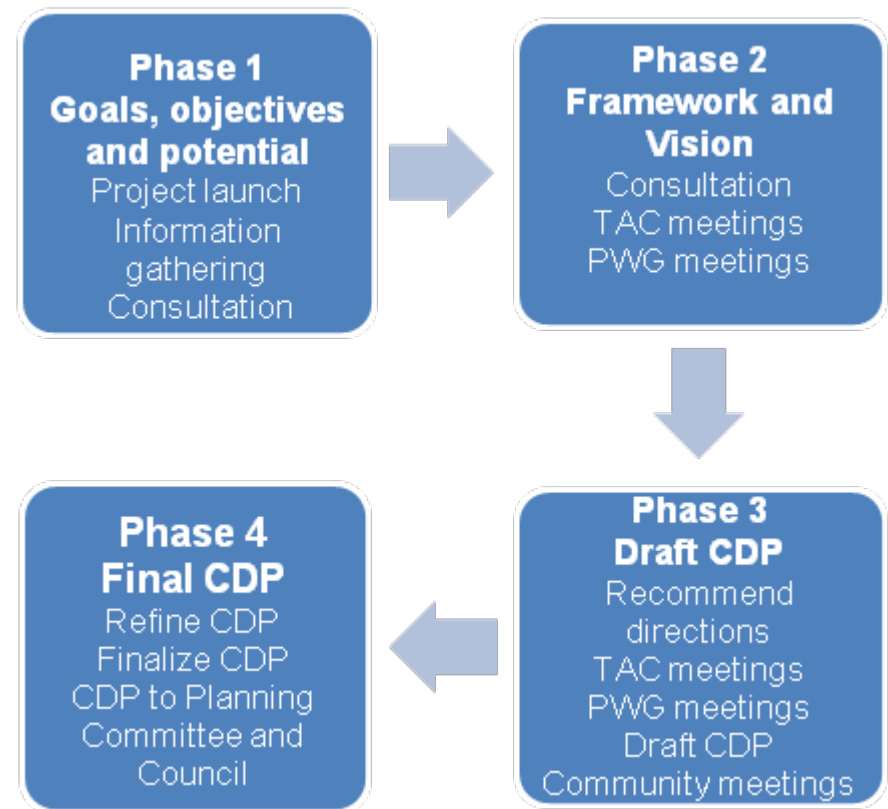 Phase 1
Goals, objectives
and potential
Project launch
Information
gathering
Consultation
Phase 2
Framework and
Vision
Consultation
TAC meetings
PWG meetings
Phase 3
Draft CDP
Recommend
directions
TAC meetings
PWG meetings
Draft CDP
Community meetings
Phase 4
Final CDP
Refine CDP
Finalize CDP
CDP to Planning
Committee and
Council